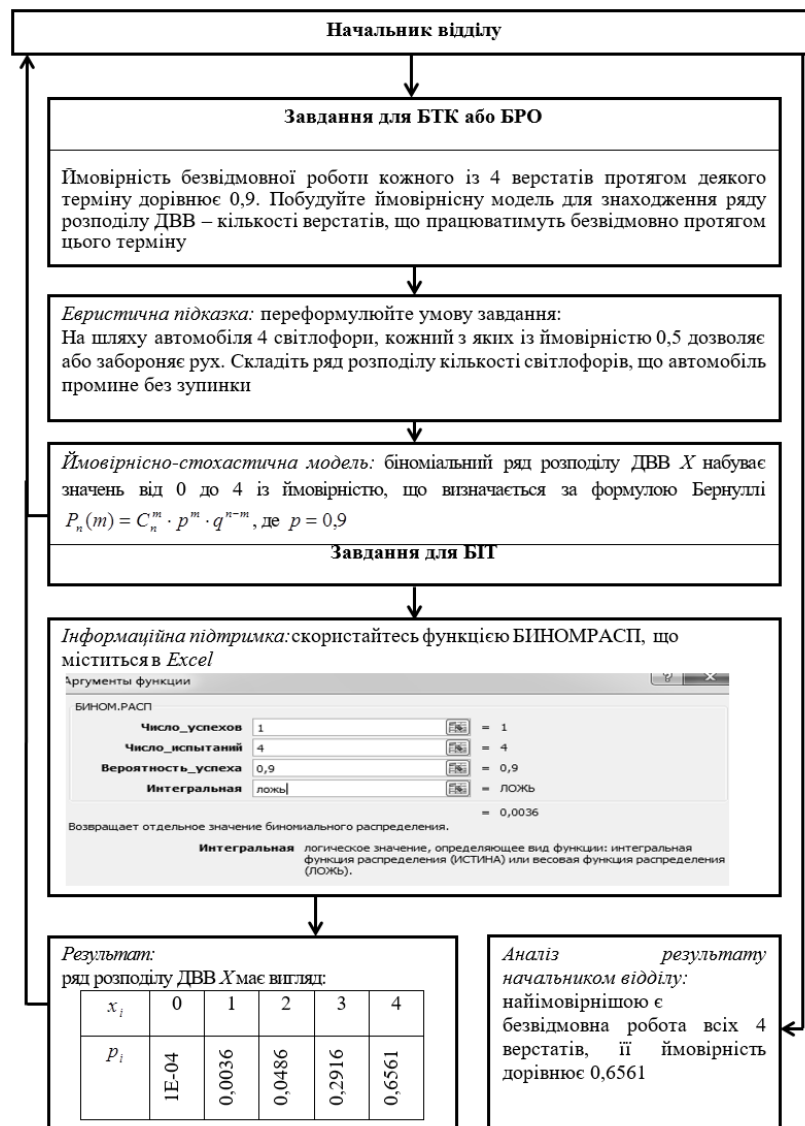 Начальник відділу
Завдання для БТК або БРО
Ймовірність безвідмовної роботи кожного із 4 верстатів протягом деякого
терміну дорівнює 0,9. Побудуйте ймовірнісну модель для знаходження ряду
розподілу ДВВ – кількості верстатів, що працюватимуть безвідмовно протягом
цього терміну
Евристична підказка: переформулюйте умову завдання:
На шляху автомобіля 4 світлофори, кожний з яких із ймовірністю 0,5 дозволяє
або забороняє рух. Складіть ряд розподілу кількості світлофорів, що автомобіль
промине без зупинки
Ймовірнісно-стохастична модель: біноміальний ряд розподілу ДВВ X набуває
значень від 0 до 4 із ймовірністю, що визначається за формулою Бернуллі
Pₙ(m) = Cₙᵐ · pᵐ · qⁿ⁻ᵐ, де p = 0,9
Завдання для БІТ
Інформаційна підтримка: скористайтесь функцією БИНОМРАСП, що
міститься в Excel
Аргументы функции
БИНОМ.РАСП
Число_успехов 1 = 1
Число_испытаний 4 = 4
Вероятность_успеха 0,9 = 0,9
Интегральная ложь = ЛОЖЬ
= 0,0036
Возвращает отдельное значение биномиального распределения.
Интегральная логическое значение, определяющее вид функции: интегральная
функция распределения (ИСТИНА) или весовая функция распределения
(ЛОЖЬ).
Результат:
ряд розподілу ДВВ X має вигляд:
xᵢ 0 1 2 3 4
pᵢ 1E-04 0,0036 0,0486 0,2916 0,6561
Аналіз результату
начальником відділу:
найімовірнішою є
безвідмовна робота всіх 4
верстатів, її ймовірність
дорівнює 0,6561